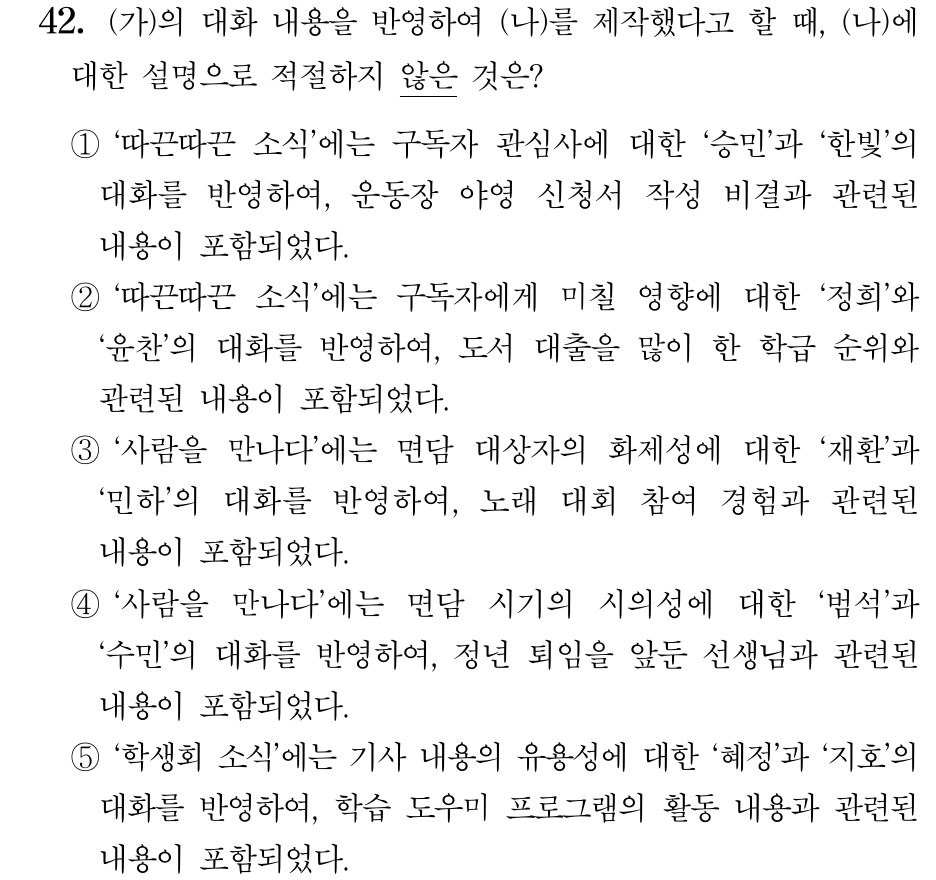 42. (가)의 대화 내용을 반영하여 (나)를 제작했다고 할 때, (나)에
대한 설명으로 적절하지 않은 것은?
① ‘따끈따끈 소식’에는 구독자 관심사에 대한 ‘승민’과 ‘한빛’의
대화를 반영하여, 운동장 야영 신청서 작성 비결과 관련된
내용이 포함되었다.
② ‘따끈따끈 소식’에는 구독자에게 미칠 영향에 대한 ‘정희’와
‘윤찬’의 대화를 반영하여, 도서 대출을 많이 한 학급 순위와
관련된 내용이 포함되었다.
③ ‘사람을 만나다’에는 면담 대상자의 화제성에 대한 ‘재환’과
‘민하’의 대화를 반영하여, 노래 대회 참여 경험과 관련된
내용이 포함되었다.
④ ‘사람을 만나다’에는 면담 시기의 시의성에 대한 ‘범석’과
‘수민’의 대화를 반영하여, 정년 퇴임을 앞둔 선생님과 관련된
내용이 포함되었다.
⑤ ‘학생회 소식’에는 기사 내용의 유용성에 대한 ‘혜정’과 ‘지호’의
대화를 반영하여, 학습 도우미 프로그램의 활동 내용과 관련된
내용이 포함되었다.